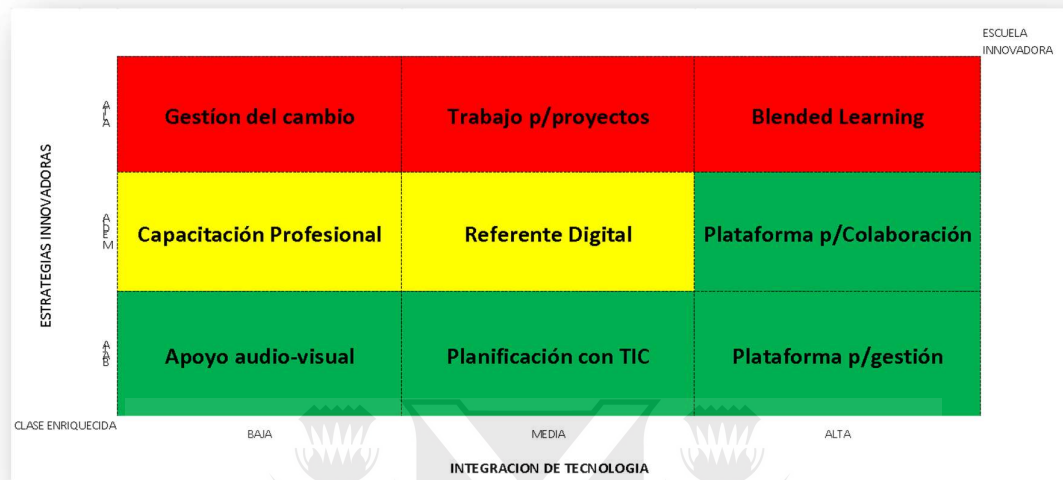 ESCUELA
INNOVADORA
ESTRATEGIAS INNOVADORAS
ALTA
Gestíon del cambio
Trabajo p/proyectos
Blended Learning
MEDIA
Capacitación Profesional
Referente Digital
Plataforma p/Colaboración
BAJA
Apoyo audio-visual
Planificación con TIC
Plataforma p/gestión
CLASE ENRIQUECIDA
BAJA
MEDIA
ALTA
INTEGRACION DE TECNOLOGIA